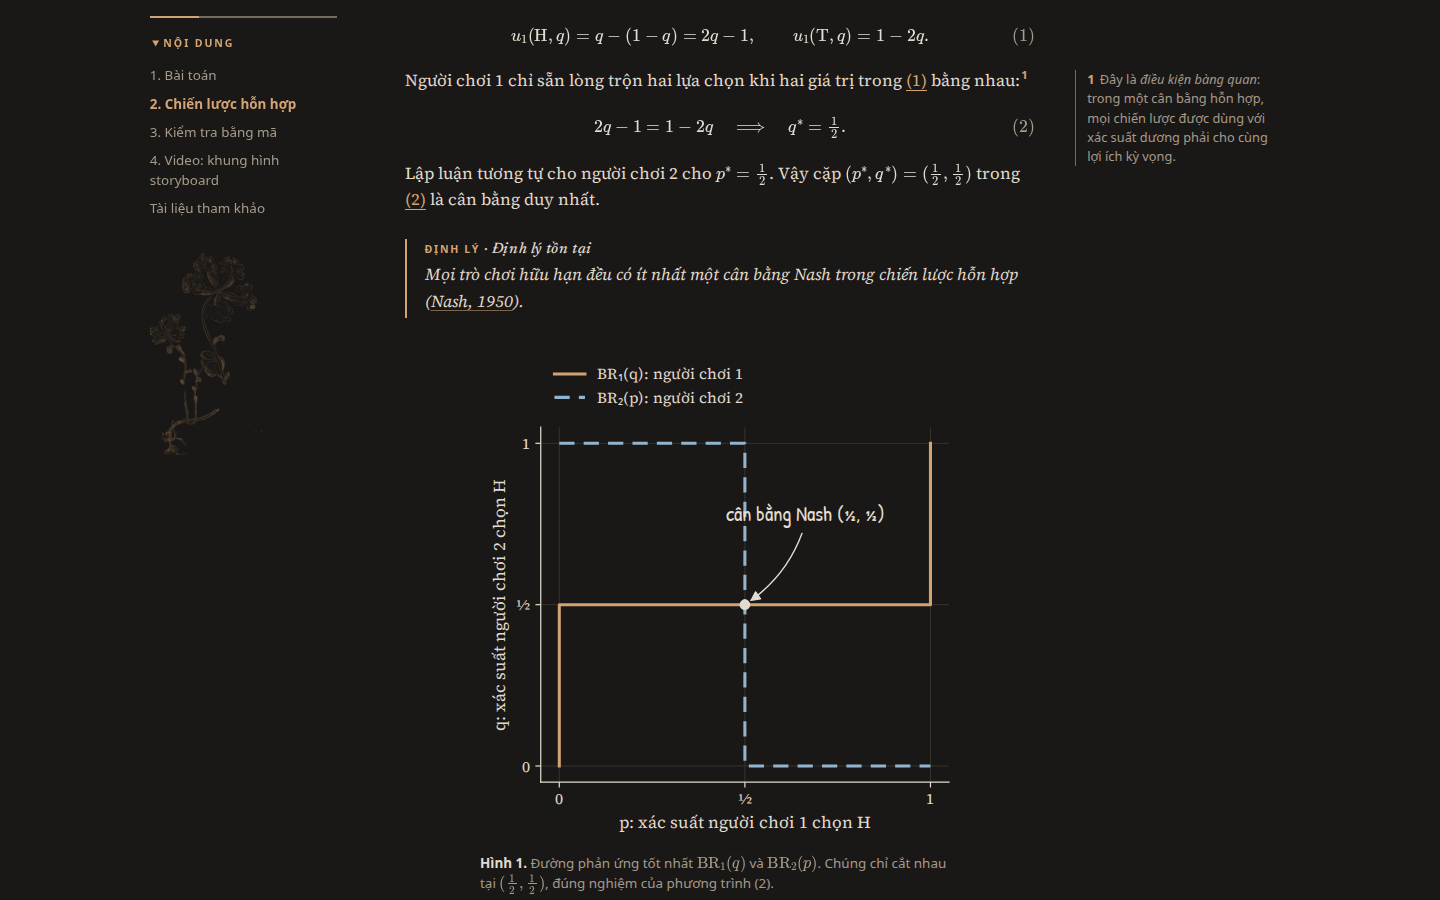 ▼ NỘI DUNG
1. Bài toán
2. Chiến lược hỗn hợp
3. Kiểm tra bằng mã
4. Video: khung hình
storyboard
Tài liệu tham khảo
u₁(H, q) = q − (1 − q) = 2q − 1,    u₁(T, q) = 1 − 2q.    (1)
Người chơi 1 chỉ sẵn lòng trộn hai lựa chọn khi hai giá trị trong (1) bằng nhau:¹
2q − 1 = 1 − 2q  ⟹  q* = 1/2.    (2)
Lập luận tương tự cho người chơi 2 cho p* = 1/2. Vậy cặp (p*, q*) = (1/2, 1/2) trong
(2) là cân bằng duy nhất.
ĐỊNH LÝ · Định lý tồn tại
Mọi trò chơi hữu hạn đều có ít nhất một cân bằng Nash trong chiến lược hỗn hợp
(Nash, 1950).
1 Đây là điều kiện bàng quan:
trong một cân bằng hỗn hợp,
mọi chiến lược được dùng với
xác suất dương phải cho cùng
lợi ích kỳ vọng.
BR₁(q): người chơi 1
BR₂(p): người chơi 2
q: xác suất người chơi 2 chọn H
1
½
0
cân bằng Nash (½, ½)
0
½
1
p: xác suất người chơi 1 chọn H
Hình 1. Đường phản ứng tốt nhất BR₁(q) và BR₂(p). Chúng chỉ cắt nhau
tại (1/2, 1/2), đúng nghiệm của phương trình (2).